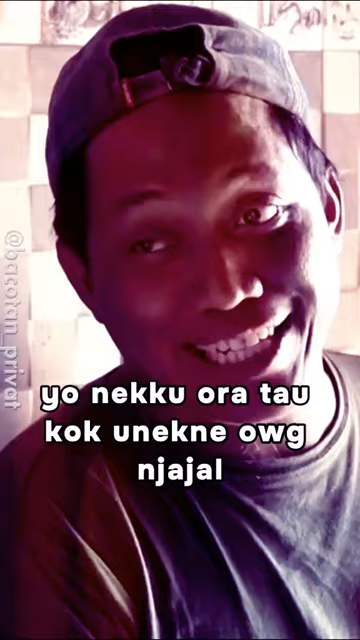 @bacotan_privat
yo nekku ora tau
kok unekne owg
njajal